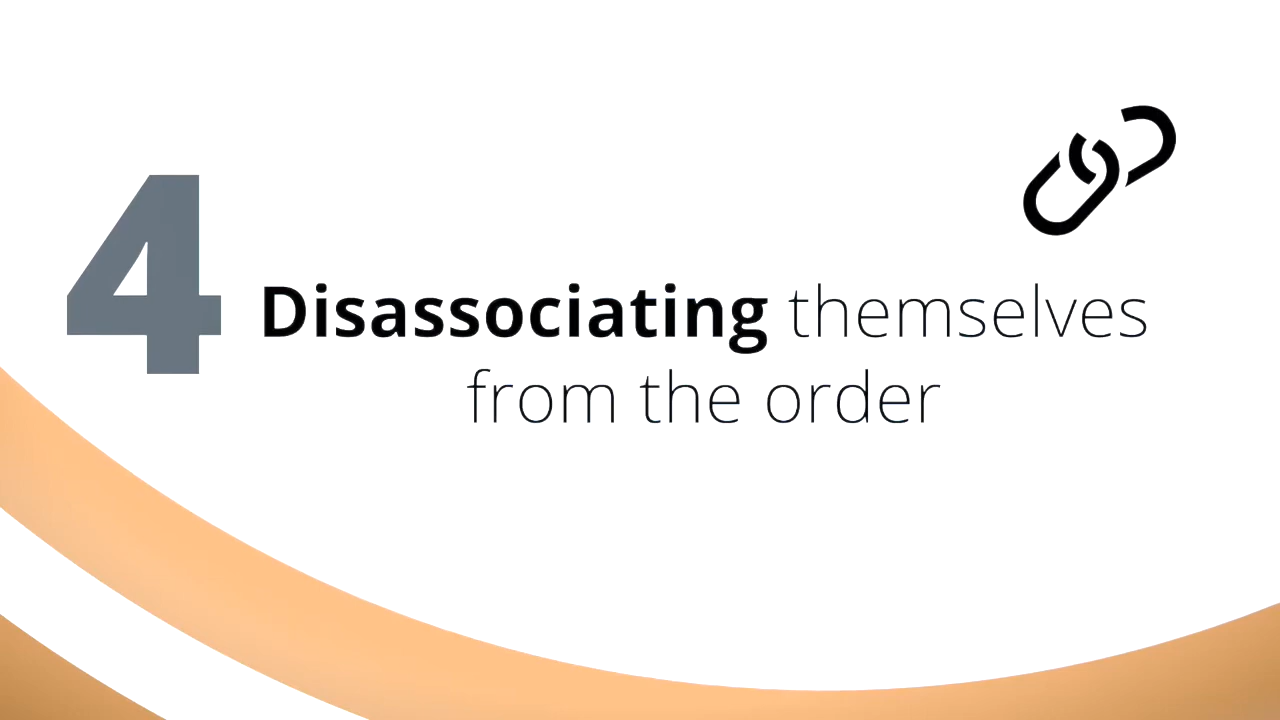 4
Disassociating themselves
from the order